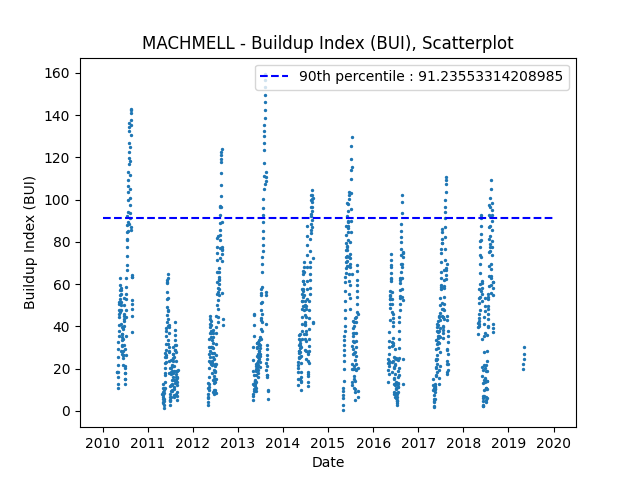 MACHMELL - Buildup Index (BUI), Scatterplot
90th percentile : 91.23553314208985
160
140
120
100
80
60
40
20
0
Buildup Index (BUI)
2010 2011 2012 2013 2014 2015 2016 2017 2018 2019 2020
Date